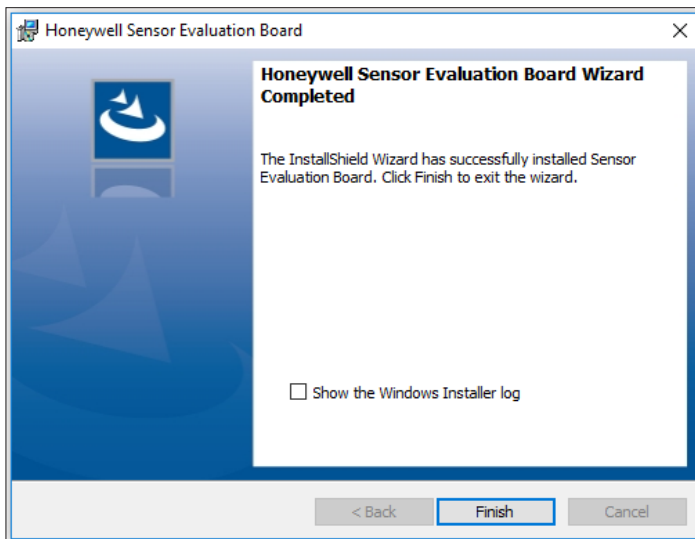 Honeywell Sensor Evaluation Board
Honeywell Sensor Evaluation Board Wizard
Completed
The InstallShield Wizard has successfully installed Sensor
Evaluation Board. Click Finish to exit the wizard.
Show the Windows Installer log
< Back
Finish
Cancel